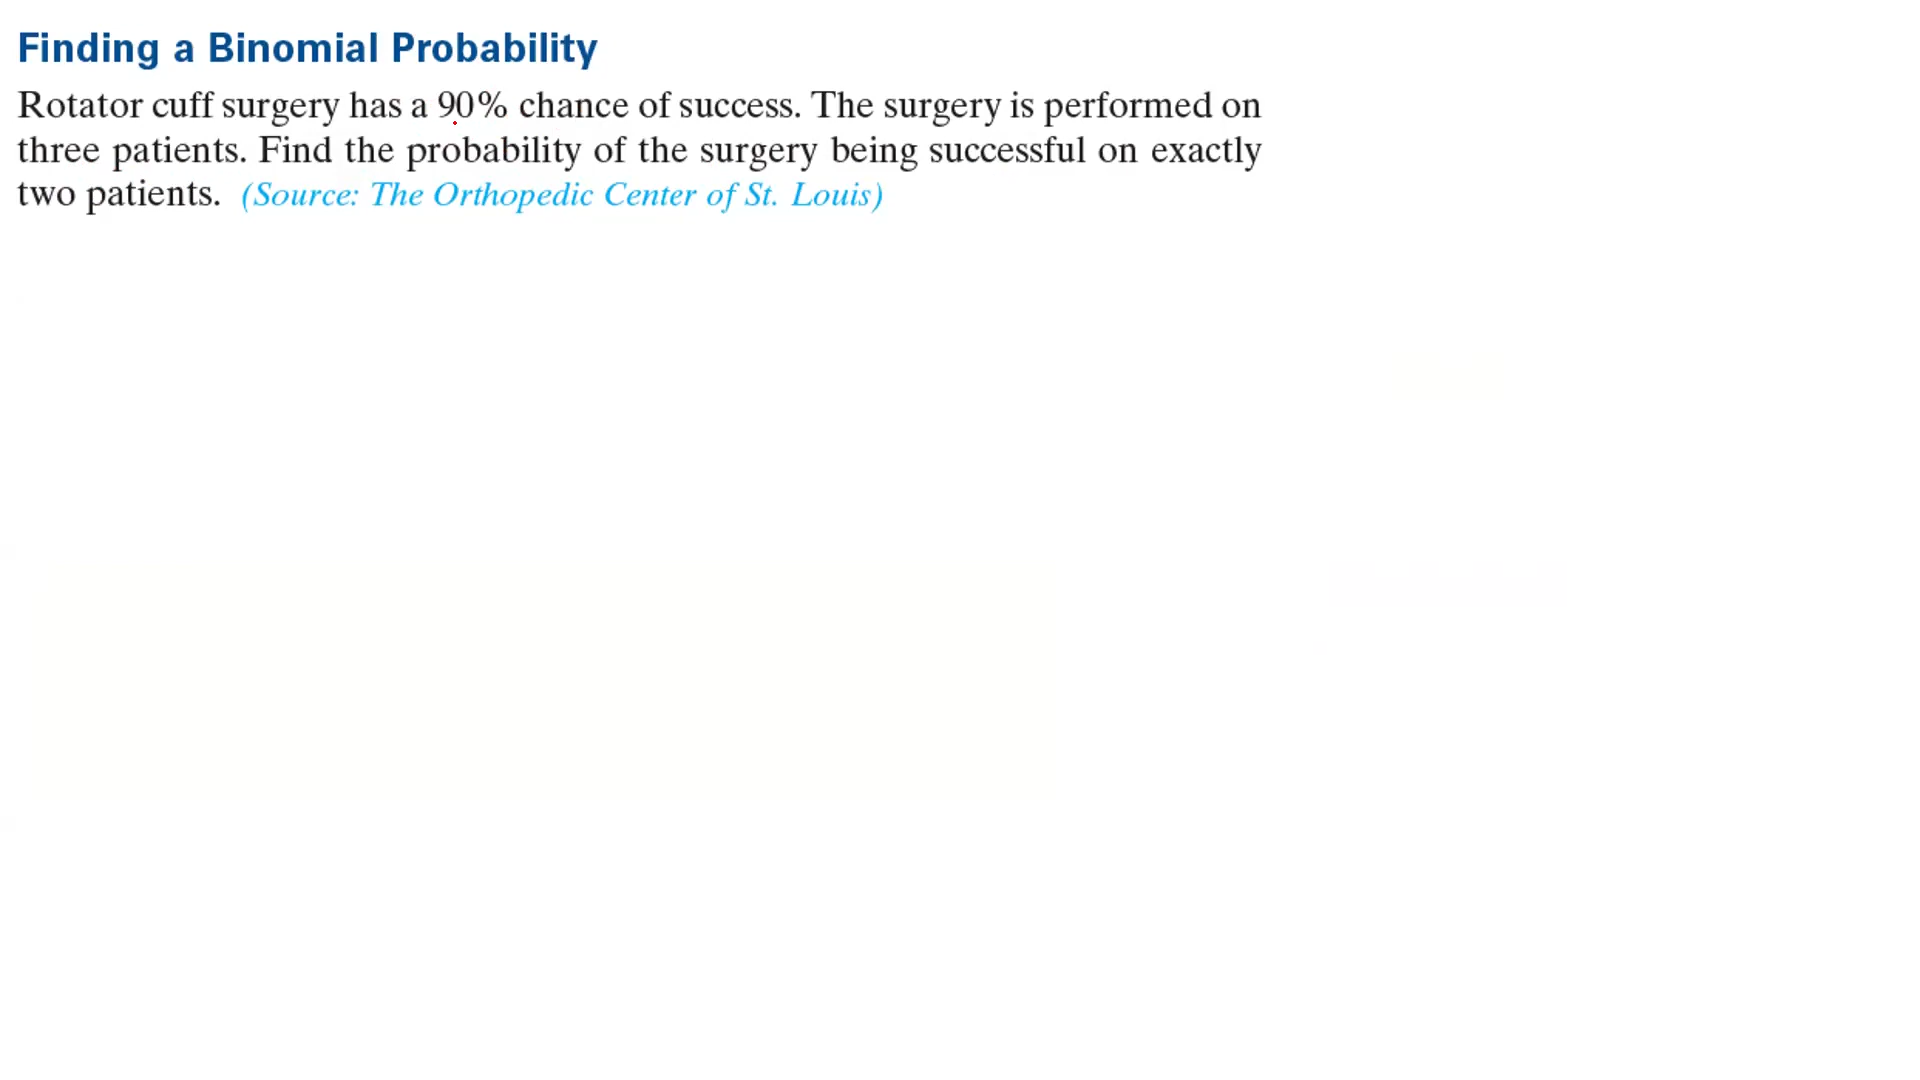 Finding a Binomial Probability
Rotator cuff surgery has a 90% chance of success. The surgery is performed on
three patients. Find the probability of the surgery being successful on exactly
two patients. (Source: The Orthopedic Center of St. Louis)